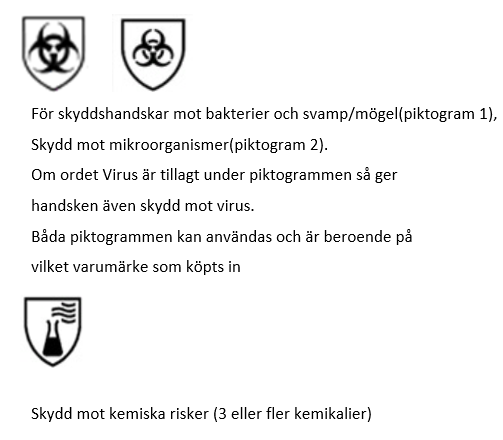 För skyddshandskar mot bakterier och svamp/mögel(piktogram 1),
Skydd mot mikroorganismer(piktogram 2).
Om ordet Virus är tillagt under piktogrammen så ger
handsken även skydd mot virus.
Båda piktogrammen kan användas och är beroende på
vilket varumärke som köpts in
Skydd mot kemiska risker (3 eller fler kemikalier)